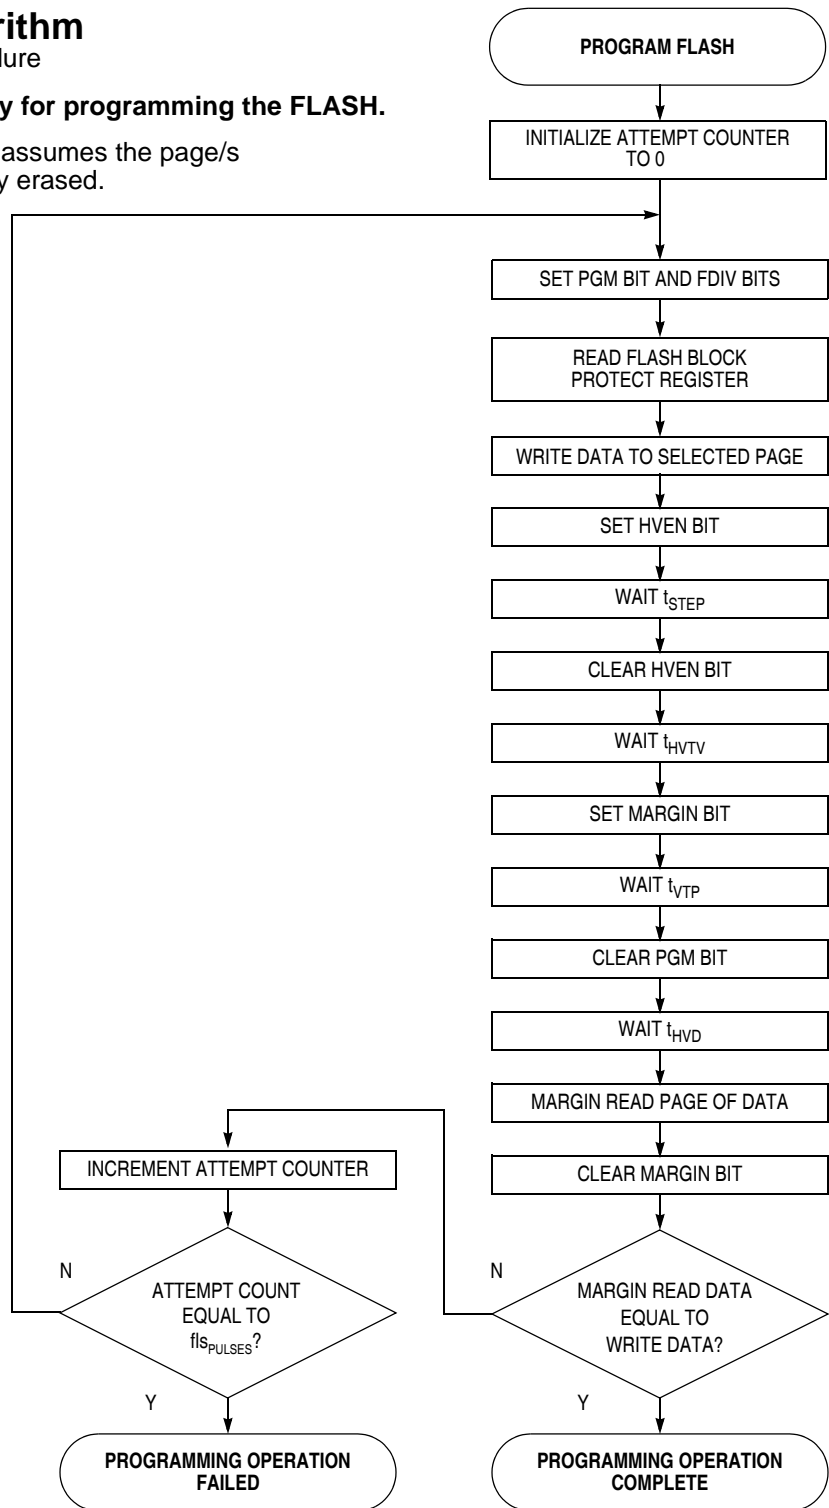 rithm
lure
y for programming the FLASH.
assumes the page/s
y erased.
PROGRAM FLASH
INITIALIZE ATTEMPT COUNTER
TO 0
SET PGM BIT AND FDIV BITS
READ FLASH BLOCK
PROTECT REGISTER
WRITE DATA TO SELECTED PAGE
SET HVEN BIT
WAIT tSTEP
CLEAR HVEN BIT
WAIT tHVTV
SET MARGIN BIT
WAIT tVTP
CLEAR PGM BIT
WAIT tHVD
MARGIN READ PAGE OF DATA
INCREMENT ATTEMPT COUNTER
CLEAR MARGIN BIT
N
ATTEMPT COUNT
EQUAL TO
flsPULSES?
Y
N
MARGIN READ DATA
EQUAL TO
WRITE DATA?
Y
PROGRAMMING OPERATION
FAILED
PROGRAMMING OPERATION
COMPLETE